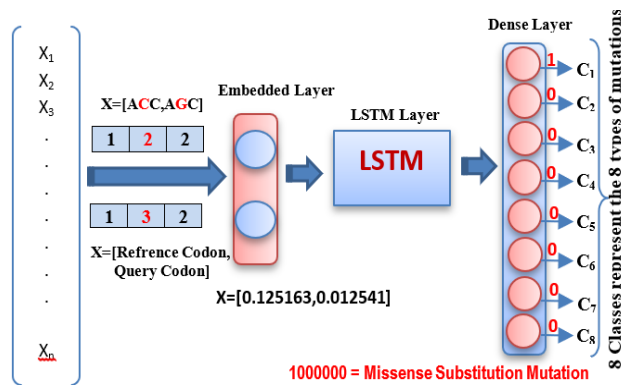 X1
X2
X3
.
.
.
.
.
.
Xn
X=[ACC,AGC]
1 2 2
1 3 2
X=[Refrence Codon,
Query Codon]
Embedded Layer
X=[0.125163,0.012541]
LSTM Layer
LSTM
Dense Layer
1 C1
0 C2
0 C3
0 C4
0 C5
0 C6
0 C7
0 C8
8 Classes represent the 8 types of mutations
1000000 = Missense Substitution Mutation